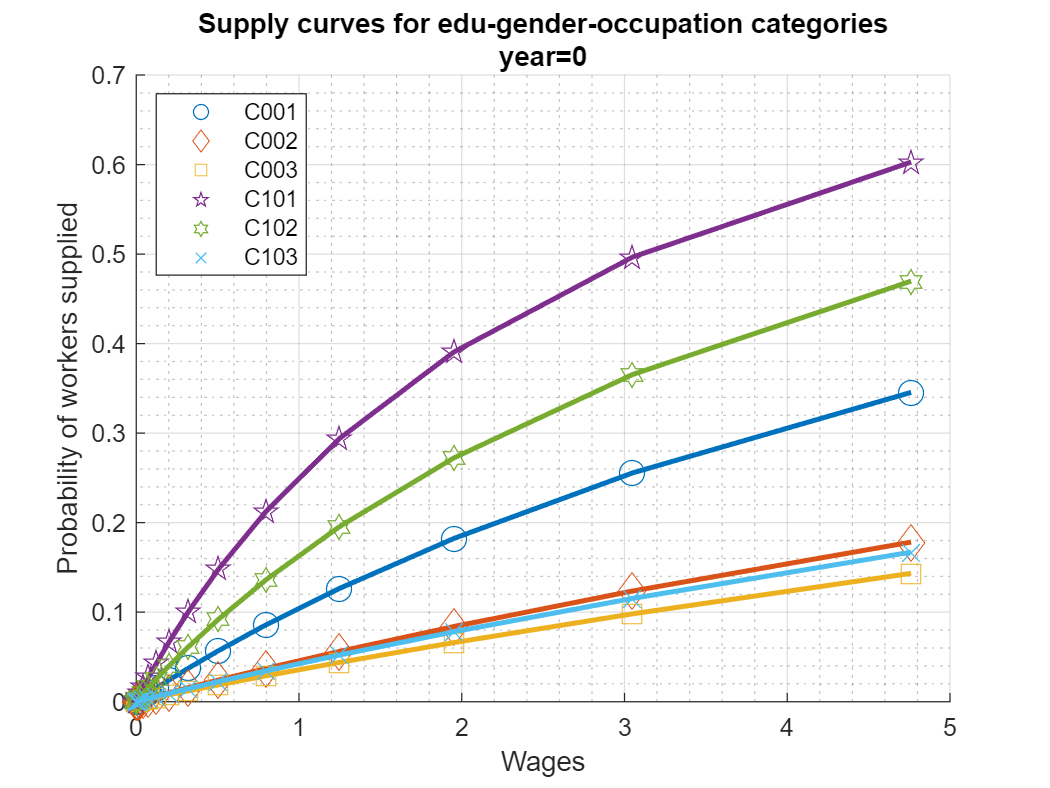 Supply curves for edu-gender-occupation categories
year=0
0.7
0.6
0.5
0.4
0.3
0.2
0.1
0
C001
C002
C003
C101
C102
C103
Probability of workers supplied
0
1
2
3
4
5
Wages